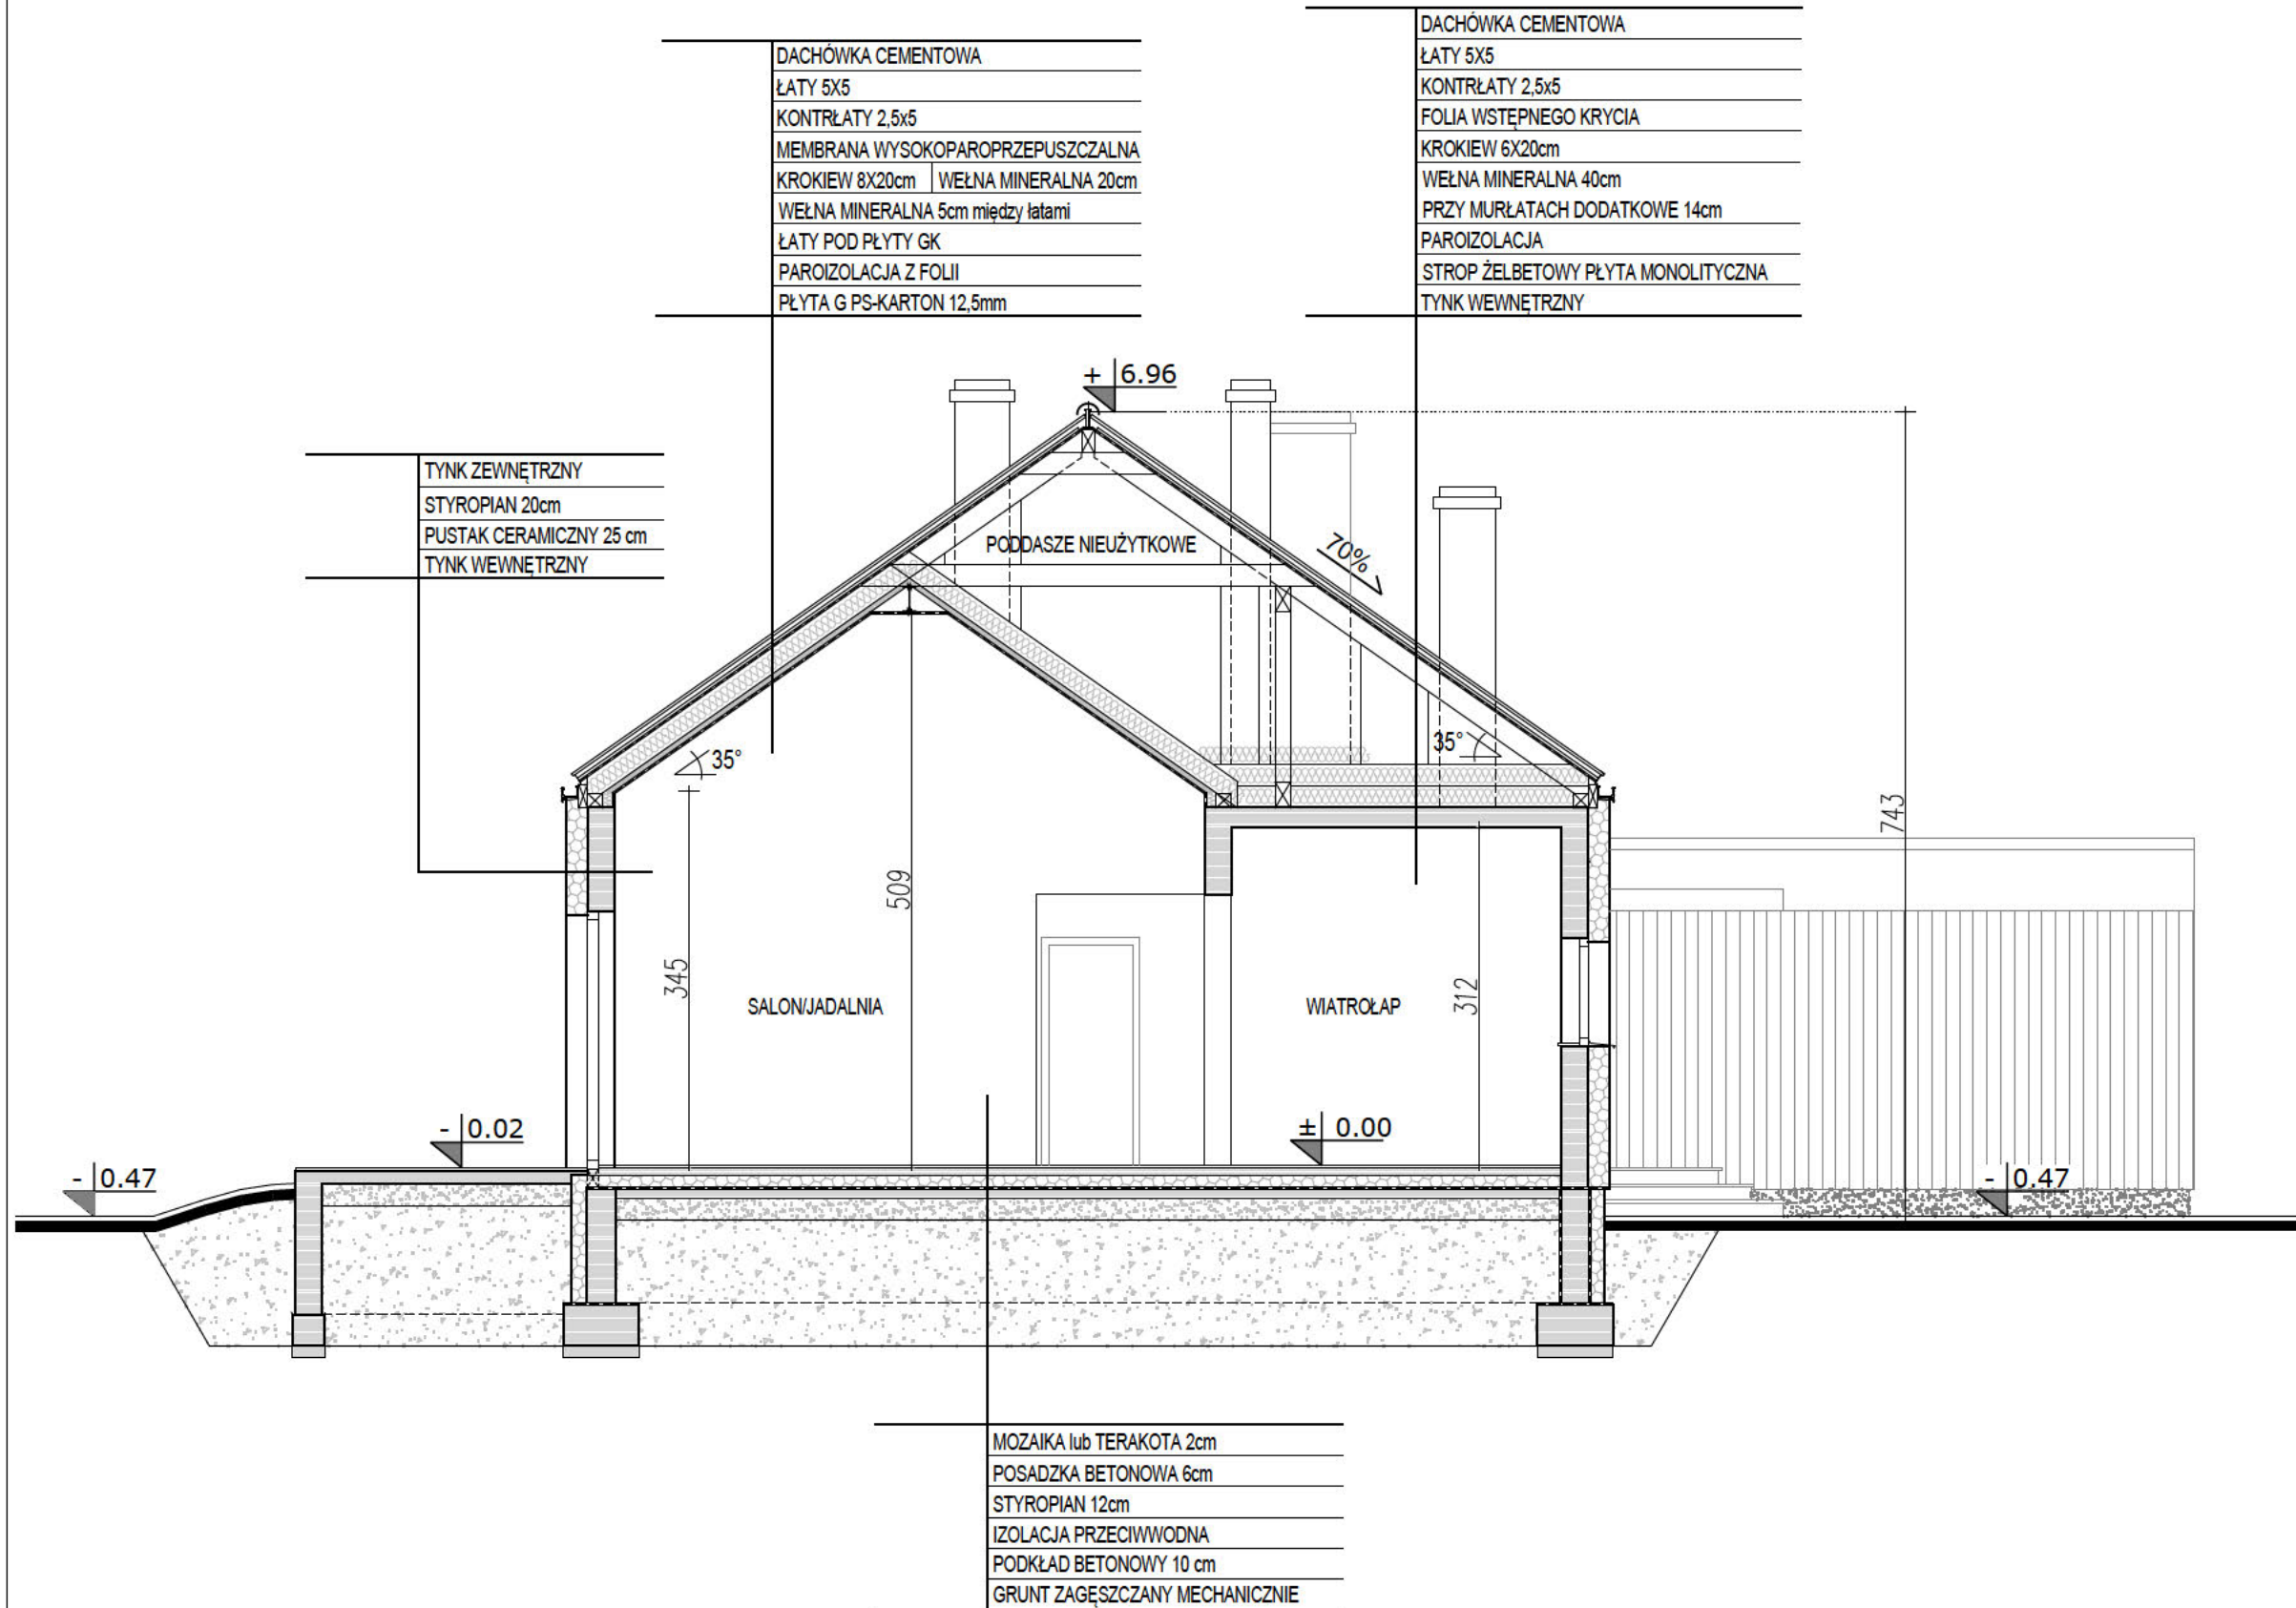 DACHÓWKA CEMENTOWA
ŁATY 5X5
KONTRŁATY 2,5x5
MEMBRANA WYSOKOPAROPRZEPUSZCZALNA
KROKIEW 8X20cm WEŁNA MINERALNA 20cm
WEŁNA MINERALNA 5cm między łatami
ŁATY POD PŁYTY GK
PAROIZOLACJA Z FOLII
PŁYTA G PS-KARTON 12,5mm
DACHÓWKA CEMENTOWA
ŁATY 5X5
KONTRŁATY 2,5x5
FOLIA WSTĘPNEGO KRYCIA
KROKIEW 6X20cm
WEŁNA MINERALNA 40cm
PRZY MURŁATACH DODATKOWE 14cm
PAROIZOLACJA
STROP ŻELBETOWY PŁYTA MONOLITYCZNA
TYNK WEWNĘTRZNY
+ 6.96
TYNK ZEWNĘTRZNY
STYROPIAN 20cm
PUSTAK CERAMICZNY 25 cm
TYNK WEWNĘTRZNY
PODDASZE NIEUŻYTKOWE
70%
35°
35°
743
509
345
312
SALON/JADALNIA
WIATROŁAP
- 0.02
± 0.00
- 0.47
- 0.47
MOZAIKA lub TERAKOTA 2cm
POSADZKA BETONOWA 6cm
STYROPIAN 12cm
IZOLACJA PRZECIWWODNA
PODKŁAD BETONOWY 10 cm
GRUNT ZAGĘSZCZANY MECHANICZNIE